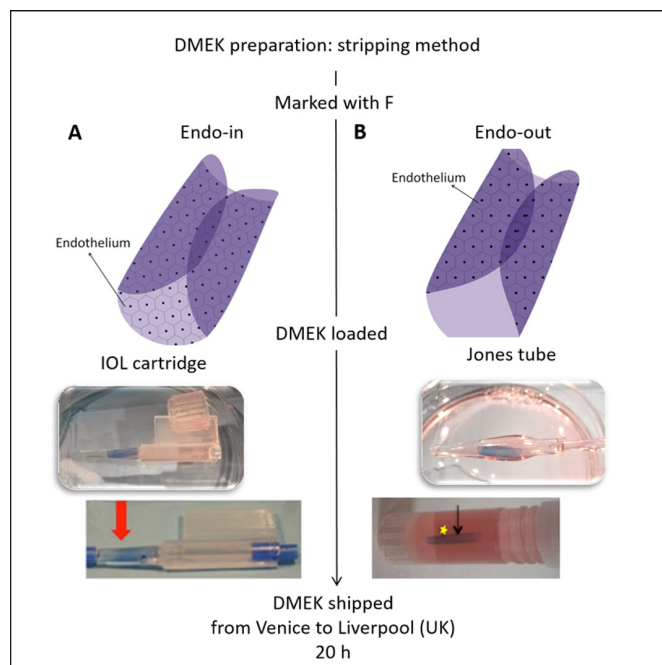 DMEK preparation: stripping method
Marked with F
A
Endo-in
B
Endo-out
Endothelium
Endothelium
DMEK loaded
IOL cartridge
Jones tube
DMEK shipped
from Venice to Liverpool (UK)
20 h